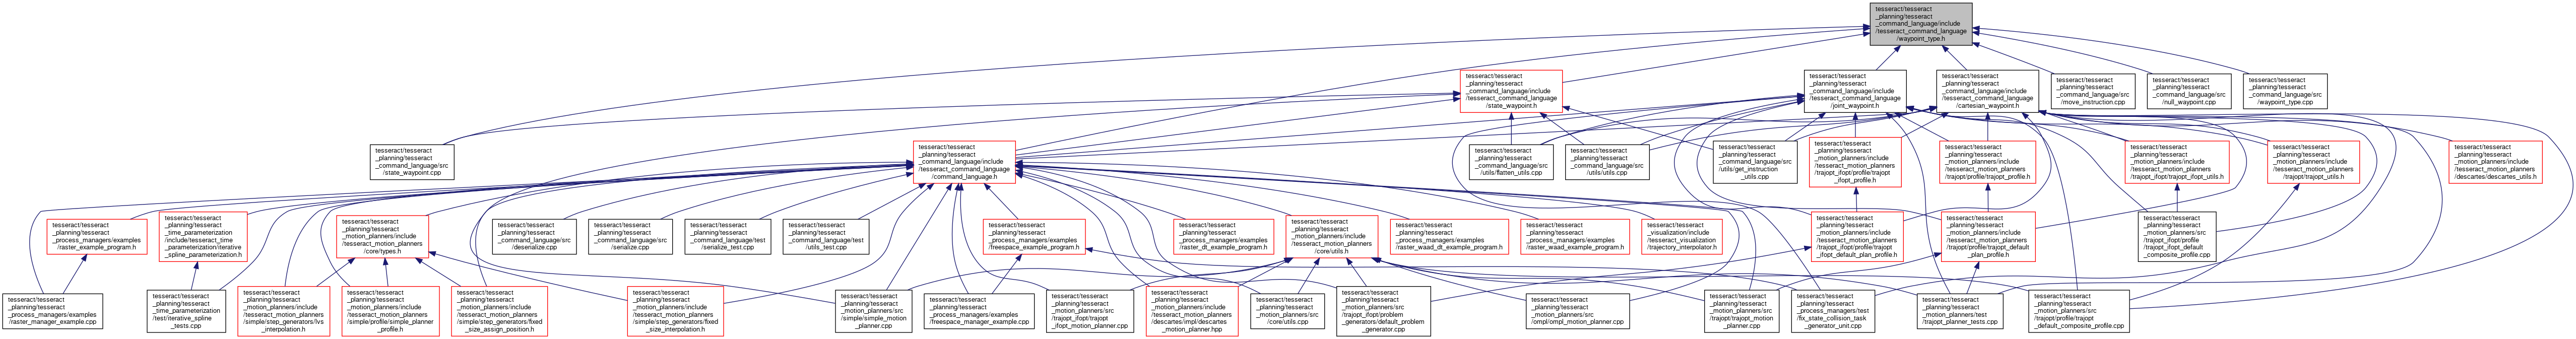 tesseract/tesseract
_planning/tesseract
_command_language/include
/tesseract_command_language
/waypoint_type.h
tesseract/tesseract
_planning/tesseract
_command_language/include
/tesseract_command_language
/state_waypoint.h
tesseract/tesseract
_planning/tesseract
_command_language/include
/tesseract_command_language
/joint_waypoint.h
tesseract/tesseract
_planning/tesseract
_command_language/include
/tesseract_command_language
/cartesian_waypoint.h
tesseract/tesseract
_planning/tesseract
_command_language/src
/move_instruction.cpp
tesseract/tesseract
_planning/tesseract
_command_language/src
/null_waypoint.cpp
tesseract/tesseract
_planning/tesseract
_command_language/src
/waypoint_type.cpp
tesseract/tesseract
_planning/tesseract
_command_language/src
/state_waypoint.cpp
tesseract/tesseract
_planning/tesseract
_command_language/include
/tesseract_command_language
/command_language.h
tesseract/tesseract
_planning/tesseract
_command_language/src
/utils/flatten_utils.cpp
tesseract/tesseract
_planning/tesseract
_command_language/src
/utils/utils.cpp
tesseract/tesseract
_planning/tesseract
_command_language/src
/utils/get_instruction
_utils.cpp
tesseract/tesseract
_planning/tesseract
_motion_planners/include
/tesseract_motion_planners
/trajopt_ifopt/profile/trajopt
_ifopt_profile.h
tesseract/tesseract
_planning/tesseract
_motion_planners/include
/tesseract_motion_planners
/trajopt/profile/trajopt_profile.h
tesseract/tesseract
_planning/tesseract
_motion_planners/include
/tesseract_motion_planners
/trajopt_ifopt/trajopt_ifopt_utils.h
tesseract/tesseract
_planning/tesseract
_motion_planners/include
/tesseract_motion_planners
/trajopt/trajopt_utils.h
tesseract/tesseract
_planning/tesseract
_motion_planners/include
/tesseract_motion_planners
/descartes/descartes_utils.h
tesseract/tesseract
_planning/tesseract
_process_managers/examples
/raster_example_program.h
tesseract/tesseract
_planning/tesseract
_time_parameterization
/include/tesseract_time
_parameterization/iterative
_spline_parameterization.h
tesseract/tesseract
_planning/tesseract
_motion_planners/include
/tesseract_motion_planners
/core/types.h
tesseract/tesseract
_planning/tesseract
_command_language/src
/deserialize.cpp
tesseract/tesseract
_planning/tesseract
_command_language/src
/serialize.cpp
tesseract/tesseract
_planning/tesseract
_command_language/test
/serialize_test.cpp
tesseract/tesseract
_planning/tesseract
_command_language/test
/utils_test.cpp
tesseract/tesseract
_planning/tesseract
_process_managers/examples
/freespace_example_program.h
tesseract/tesseract
_planning/tesseract
_process_managers/examples
/raster_dt_example_program.h
tesseract/tesseract
_planning/tesseract
_motion_planners/include
/tesseract_motion_planners
/core/utils.h
tesseract/tesseract
_planning/tesseract
_process_managers/examples
/raster_waad_dt_example_program.h
tesseract/tesseract
_planning/tesseract
_process_managers/examples
/raster_waad_example_program.h
tesseract/tesseract
_visualization/include
/tesseract_visualization
/trajectory_interpolator.h
tesseract/tesseract
_planning/tesseract
_motion_planners/include
/tesseract_motion_planners
/trajopt_ifopt/profile/trajopt
_ifopt_default_plan_profile.h
tesseract/tesseract
_planning/tesseract
_motion_planners/include
/tesseract_motion_planners
/trajopt/profile/trajopt_default
_plan_profile.h
tesseract/tesseract
_planning/tesseract
_motion_planners/src
/trajopt_ifopt/profile
/trajopt_ifopt_default
_composite_profile.cpp
tesseract/tesseract
_planning/tesseract
_process_managers/examples
/raster_manager_example.cpp
tesseract/tesseract
_planning/tesseract
_time_parameterization
/test/iterative_spline
_tests.cpp
tesseract/tesseract
_planning/tesseract
_motion_planners/include
/tesseract_motion_planners
/simple/step_generators/lvs
_interpolation.h
tesseract/tesseract
_planning/tesseract
_motion_planners/include
/tesseract_motion_planners
/simple/profile/simple_planner
_profile.h
tesseract/tesseract
_planning/tesseract
_motion_planners/include
/tesseract_motion_planners
/simple/step_generators/fixed
_size_assign_position.h
tesseract/tesseract
_planning/tesseract
_motion_planners/include
/tesseract_motion_planners
/simple/step_generators/fixed
_size_interpolation.h
tesseract/tesseract
_planning/tesseract
_motion_planners/src
/simple/simple_motion
_planner.cpp
tesseract/tesseract
_planning/tesseract
_process_managers/examples
/freespace_manager_example.cpp
tesseract/tesseract
_planning/tesseract
_motion_planners/src
/trajopt_ifopt/trajopt
_ifopt_motion_planner.cpp
tesseract/tesseract
_planning/tesseract
_motion_planners/include
/tesseract_motion_planners
/descartes/impl/descartes
_motion_planner.hpp
tesseract/tesseract
_planning/tesseract
_motion_planners/src
/core/utils.cpp
tesseract/tesseract
_planning/tesseract
_motion_planners/src
/trajopt_ifopt/problem
_generators/default_problem
_generator.cpp
tesseract/tesseract
_planning/tesseract
_motion_planners/src
/ompl/ompl_motion_planner.cpp
tesseract/tesseract
_planning/tesseract
_motion_planners/src
/trajopt/trajopt_motion
_planner.cpp
tesseract/tesseract
_planning/tesseract
_process_managers/test
/fix_state_collision_task
_generator_unit.cpp
tesseract/tesseract
_planning/tesseract
_motion_planners/test
/trajopt_planner_tests.cpp
tesseract/tesseract
_planning/tesseract
_motion_planners/src
/trajopt/profile/trajopt
_default_composite_profile.cpp